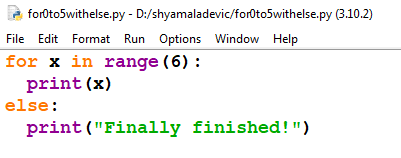 for0to5withelse.py - D:/shyamaladevic/for0to5withelse.py (3.10.2)
File Edit Format Run Options Window Help
for x in range(6):
  print(x)
else:
  print("Finally finished!")